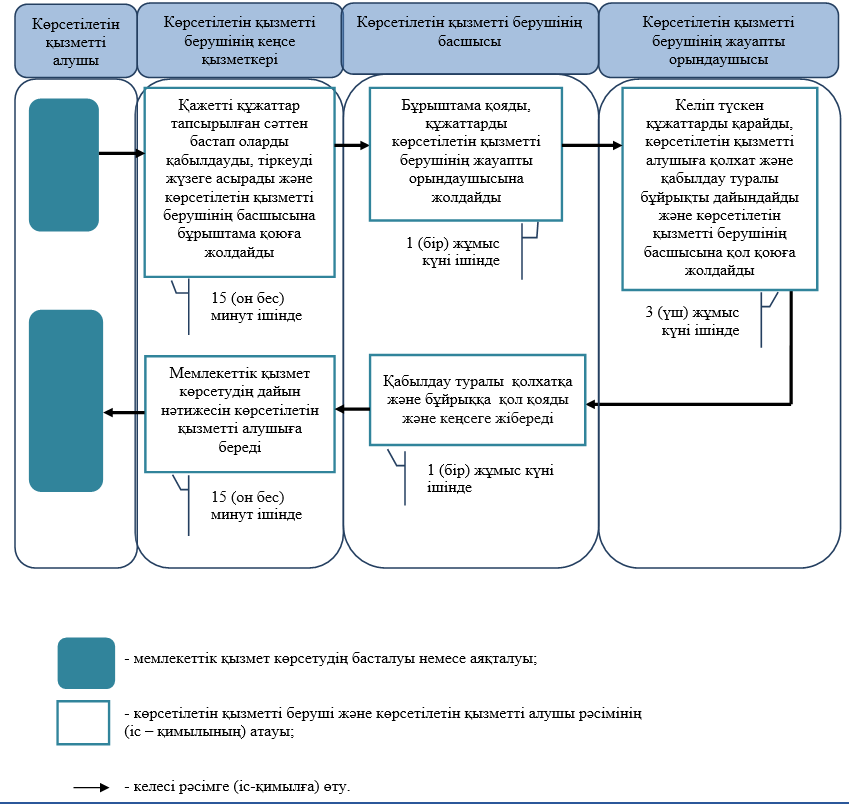 Көрсетілетін
қызметті
алушы
Көрсетілетін қызметті
берушінің кеңсе
қызметкері
Көрсетілетін қызметті берушінің
басшысы
Көрсетілетін қызметті
берушінің жауапты
орындаушысы
Қажетті құжаттар
тапсырылған сәттен
бастап оларды
қабылдауды, тіркеуді
жүзеге асырады және
көрсетілетін қызметті
берушінің басшысына
бұрыштама қоюға
жолдайды
15 (он бес)
минут ішінде
Бұрыштама қояды,
құжаттарды
көрсетілетін қызметті
берушінің жауапты
орындаушысына
жолдайды
1 (бір) жұмыс
күні ішінде
Келіп түскен
құжаттарды қарайды,
көрсетілетін қызметті
алушыға қолхат және
қабылдау туралы
бұйрықты дайындайды
және көрсетілетін
қызметті берушінің
басшысына қол қоюға
жолдайды
3 (үш) жұмыс
күні ішінде
Қабылдау туралы қолхатқа
және бұйрыққа қол қояды
және кеңсеге жібереді
1 (бір) жұмыс күні
ішінде
Мемлекеттік қызмет
көрсетудің дайын
нәтижесін көрсетілетін
қызметті алушыға
береді
15 (он бес)
минут ішінде
- мемлекеттік қызмет көрсетудің басталуы немесе аяқталуы;
- көрсетілетін қызметті беруші және көрсетілетін қызметті алушы рәсімінің
(іс – қимылының) атауы;
- келесі рәсімге (іс-қимылға) өту.